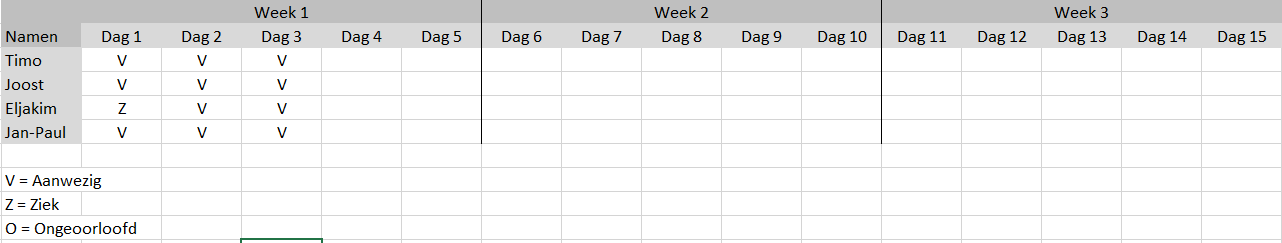 Week 1 Week 2 Week 3
Namen Dag 1 Dag 2 Dag 3 Dag 4 Dag 5 Dag 6 Dag 7 Dag 8 Dag 9 Dag 10 Dag 11 Dag 12 Dag 13 Dag 14 Dag 15
Timo V V V
Joost V V V
Eljakim Z V V
Jan-Paul V V V
V = Aanwezig
Z = Ziek
O = Ongeoorloofd